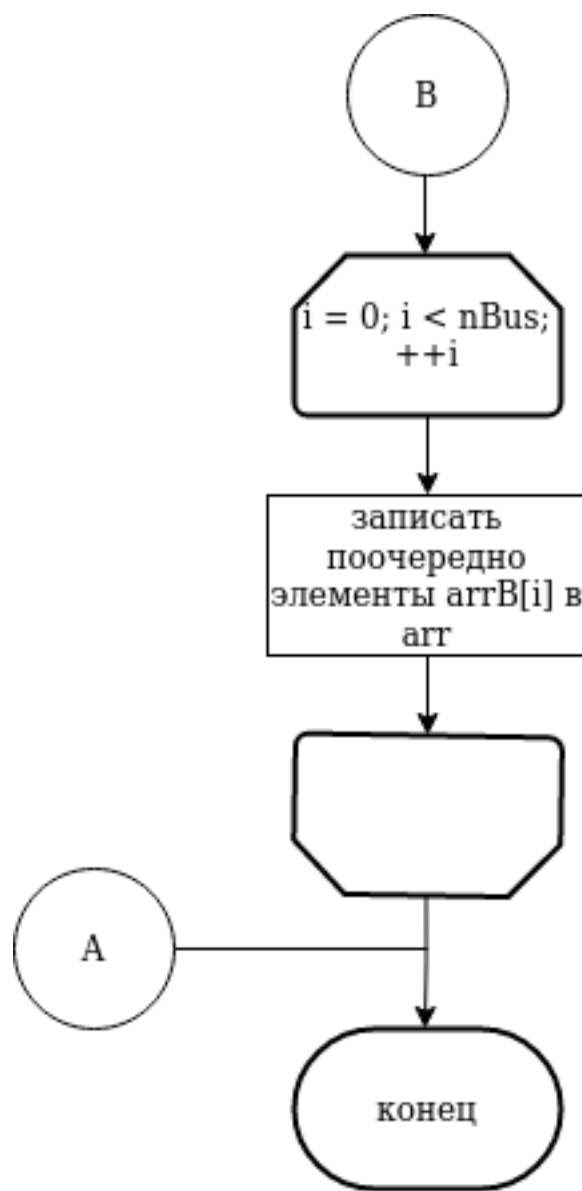 B
i = 0; i < nBus;
++i
записать
поочередно
элементы arrB[i] в
arr
A
конец